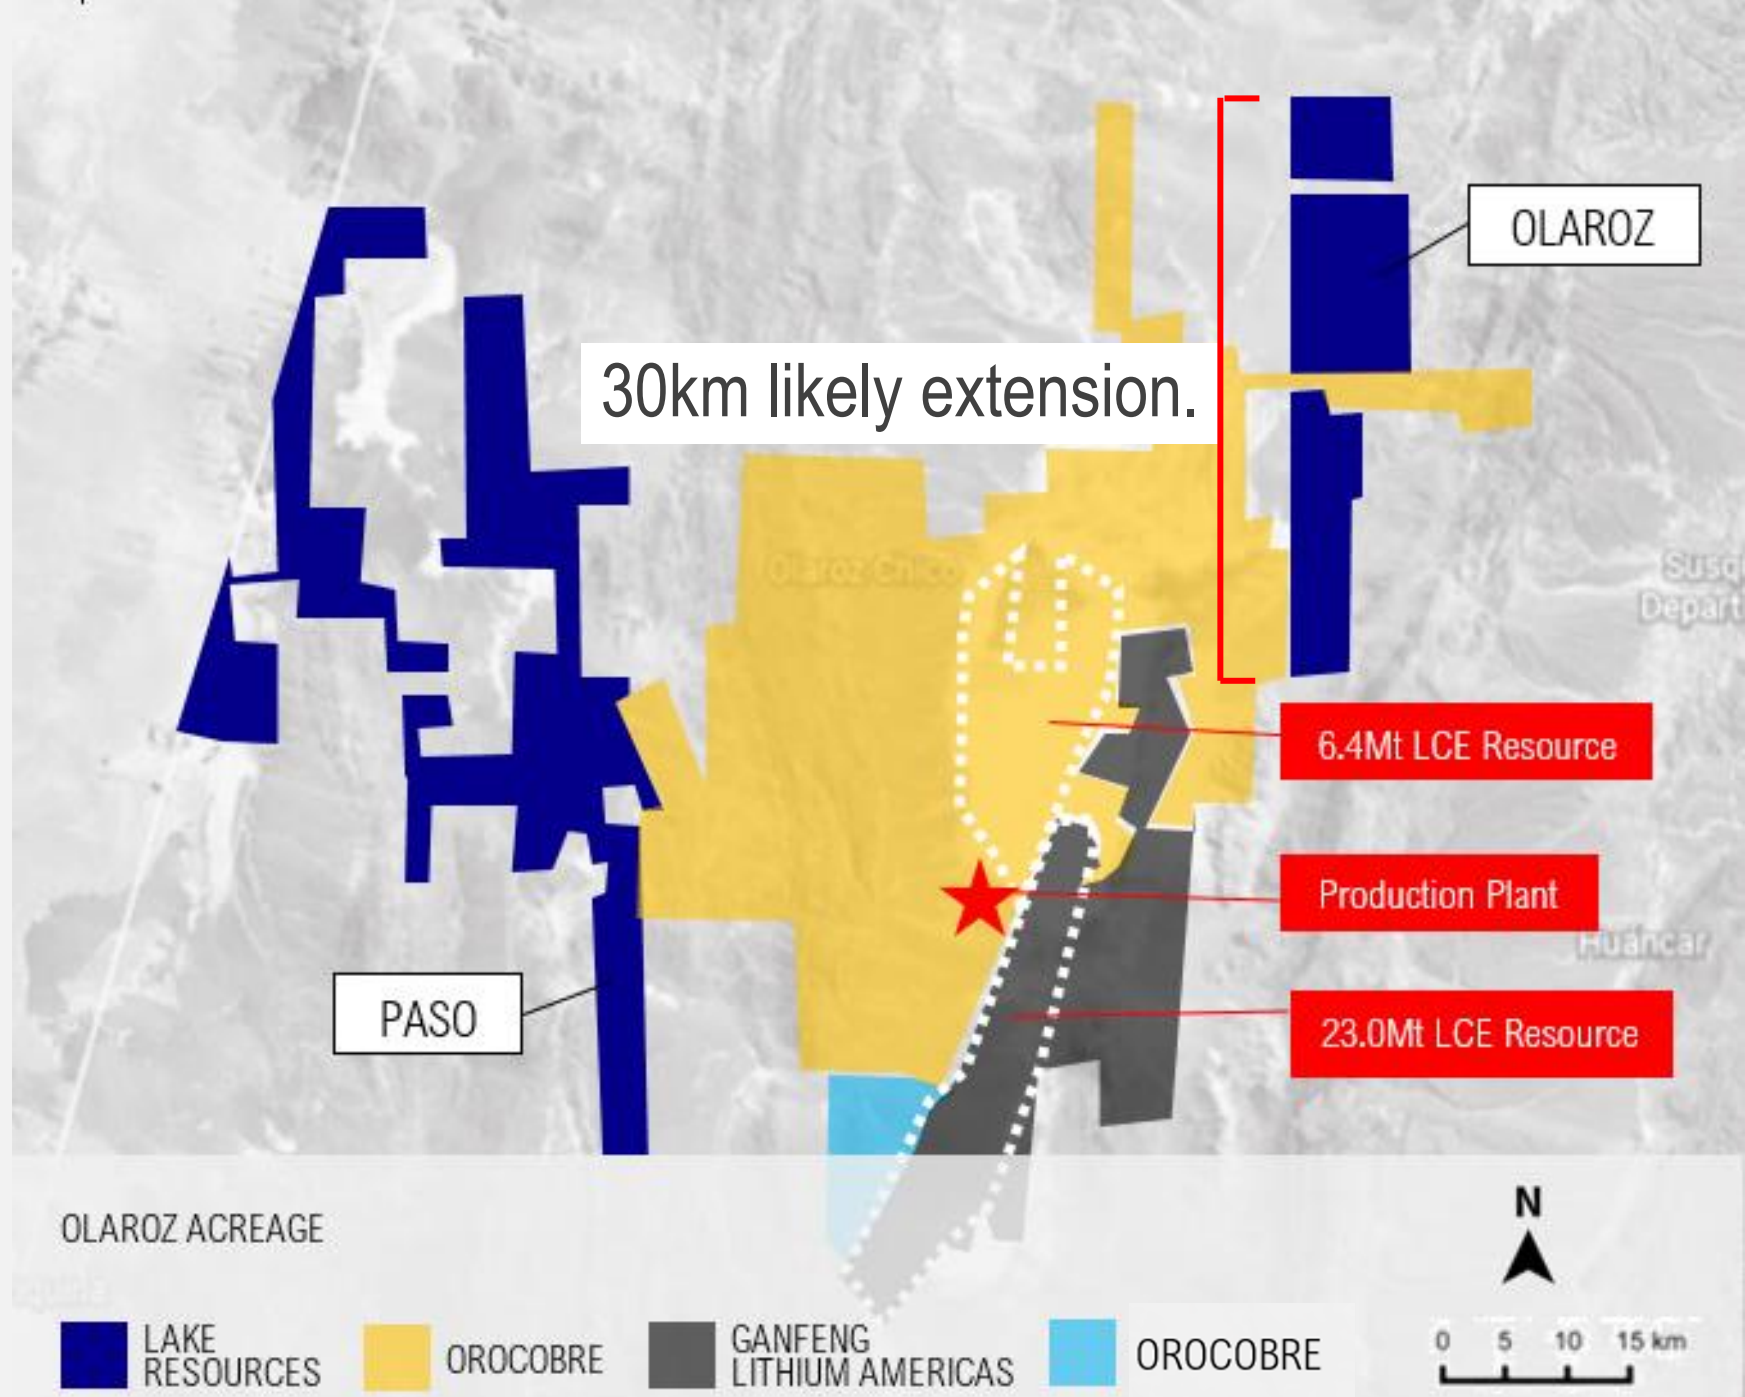 OLAROZ
30km likely extension.
Olaroz Chico
6.4Mt LCE Resource
Production Plant
Huáncar
PASO
23.0Mt LCE Resource
OLAROZ ACREAGE
N
LAKE
RESOURCES
OROCOBRE
GANFENG
LITHIUM AMERICAS
OROCOBRE
0 5 10 15 km